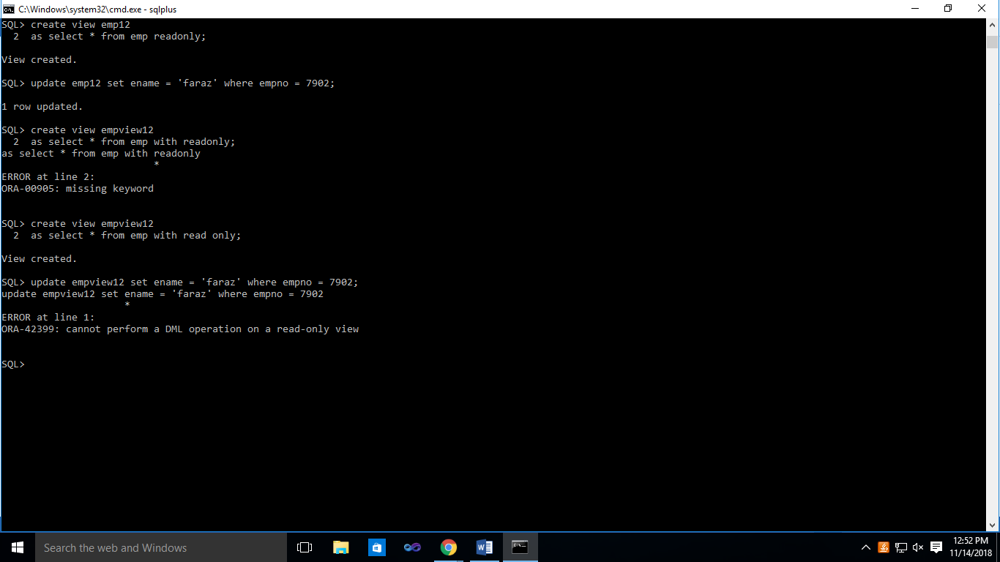 C:\Windows\system32\cmd.exe - sqlplus
SQL> create view emp12
  2  as select * from emp readonly;
View created.
SQL> update emp12 set ename = 'faraz' where empno = 7902;
1 row updated.
SQL> create view empview12
  2  as select * from emp with readonly;
as select * from emp with readonly
                          *
ERROR at line 2:
ORA-00905: missing keyword
SQL> create view empview12
  2  as select * from emp with read only;
View created.
SQL> update empview12 set ename = 'faraz' where empno = 7902;
update empview12 set ename = 'faraz' where empno = 7902
                     *
ERROR at line 1:
ORA-42399: cannot perform a DML operation on a read-only view
SQL>
Search the web and Windows
12:52 PM
11/14/2018